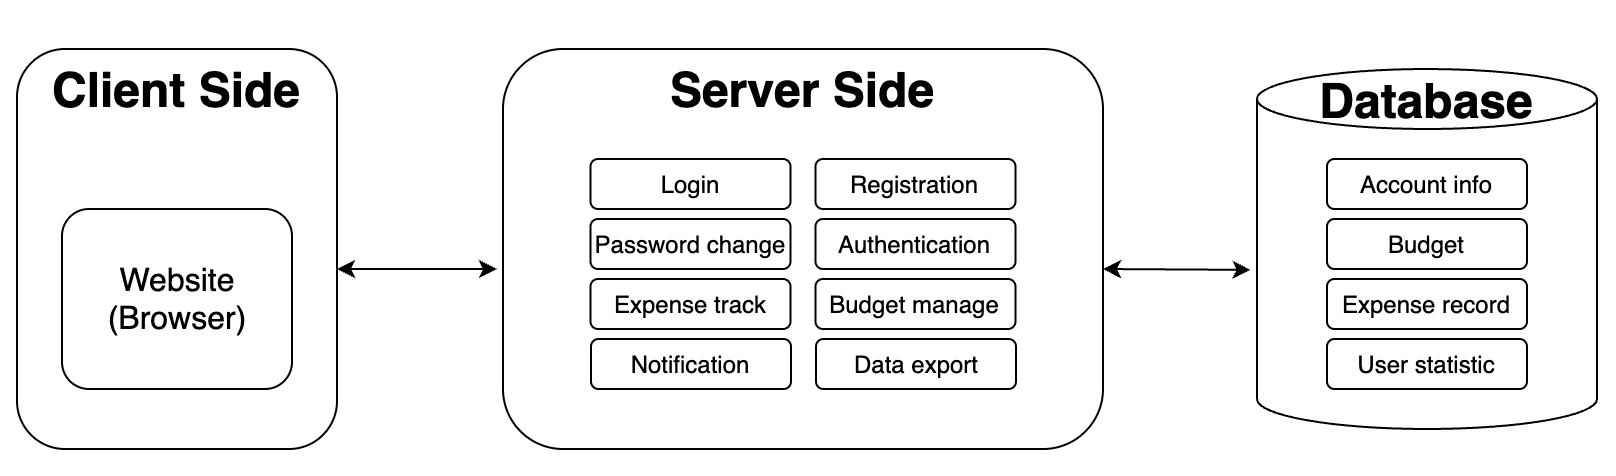 Client Side
Website
(Browser)
Server Side
Login
Registration
Password change
Authentication
Expense track
Budget manage
Notification
Data export
Database
Account info
Budget
Expense record
User statistic